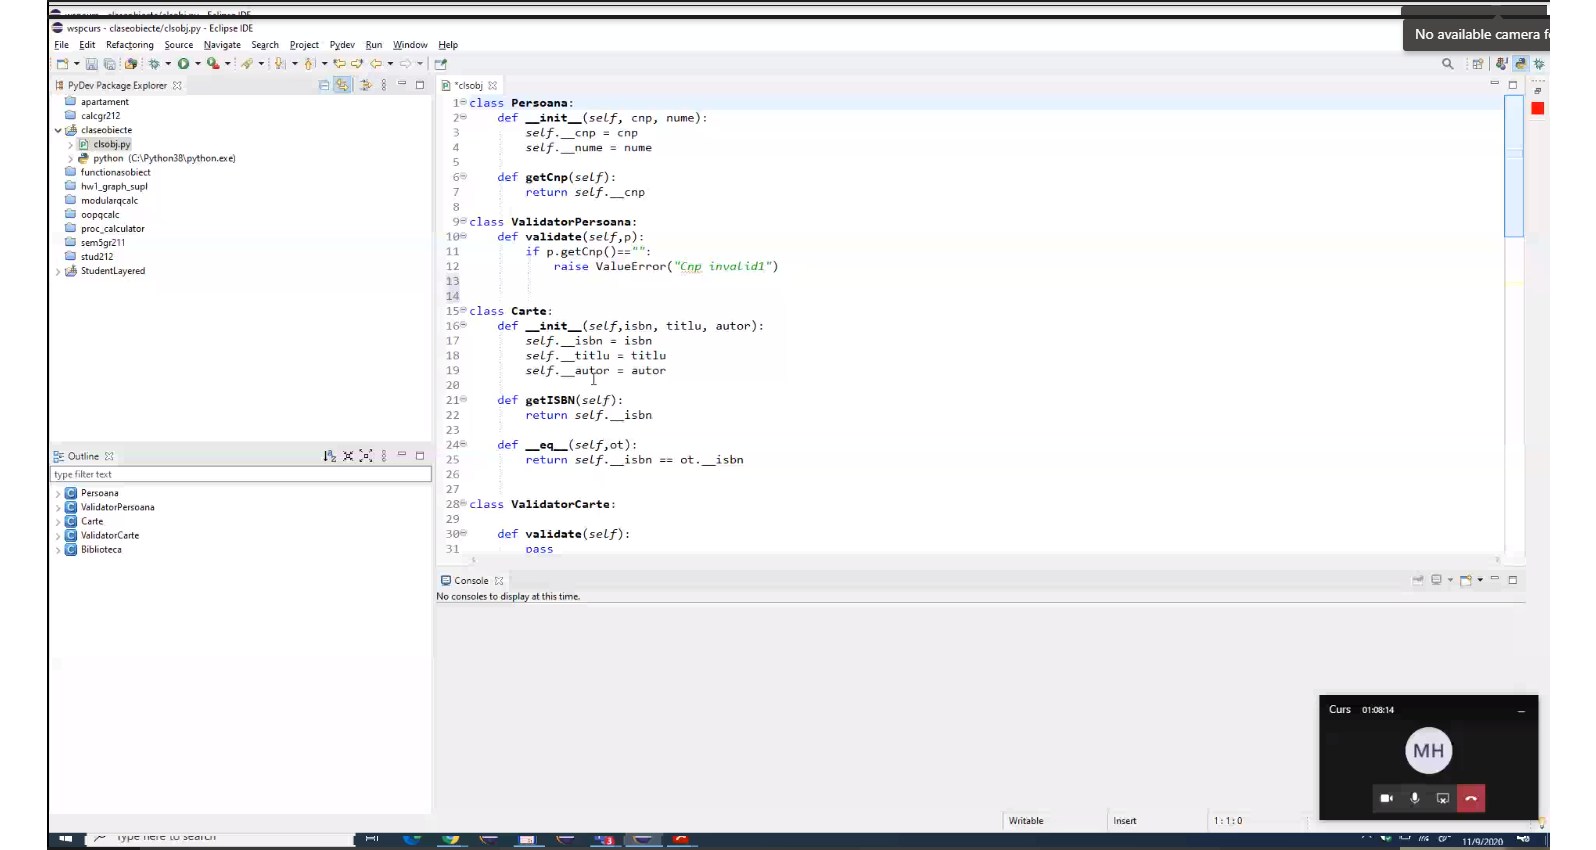 wspcurs - claseobiecte/clsobj.py - Eclipse IDE
No available camera f
File Edit Refactoring Source Navigate Search Project Pydev Run Window Help
PyDev Package Explorer
apartament
calcgr212
claseobiecte
clsobj.py
python (C:\Python38\python.exe)
functionasobiect
hw1_graph_supl
modularqcalc
oopqcalc
proc_calculator
sem5gr211
stud212
StudentLayered
*clsobj
1 class Persoana:
2 def __init__(self, cnp, nume):
3 self.__cnp = cnp
4 self.__nume = nume
5
6 def getCnp(self):
7 return self.__cnp
8
9 class ValidatorPersoana:
10 def validate(self,p):
11 if p.getCnp()=="":
12 raise ValueError("Cnp invalid1")
13
14
15 class Carte:
16 def __init__(self,isbn, titlu, autor):
17 self.__isbn = isbn
18 self.__titlu = titlu
19 self.__autor = autor
20
21 def getISBN(self):
22 return self.__isbn
23
24 def __eq__(self,ot):
25 return self.__isbn == ot.__isbn
26
27
28 class ValidatorCarte:
29
30 def validate(self):
31 pass
Outline
type filter text
Persoana
ValidatorPersoana
Carte
ValidatorCarte
Biblioteca
Console
No consoles to display at this time.
Curs 01:08:14
MH
Writable Insert 1 : 1 : 0
Type here to search
11/9/2020